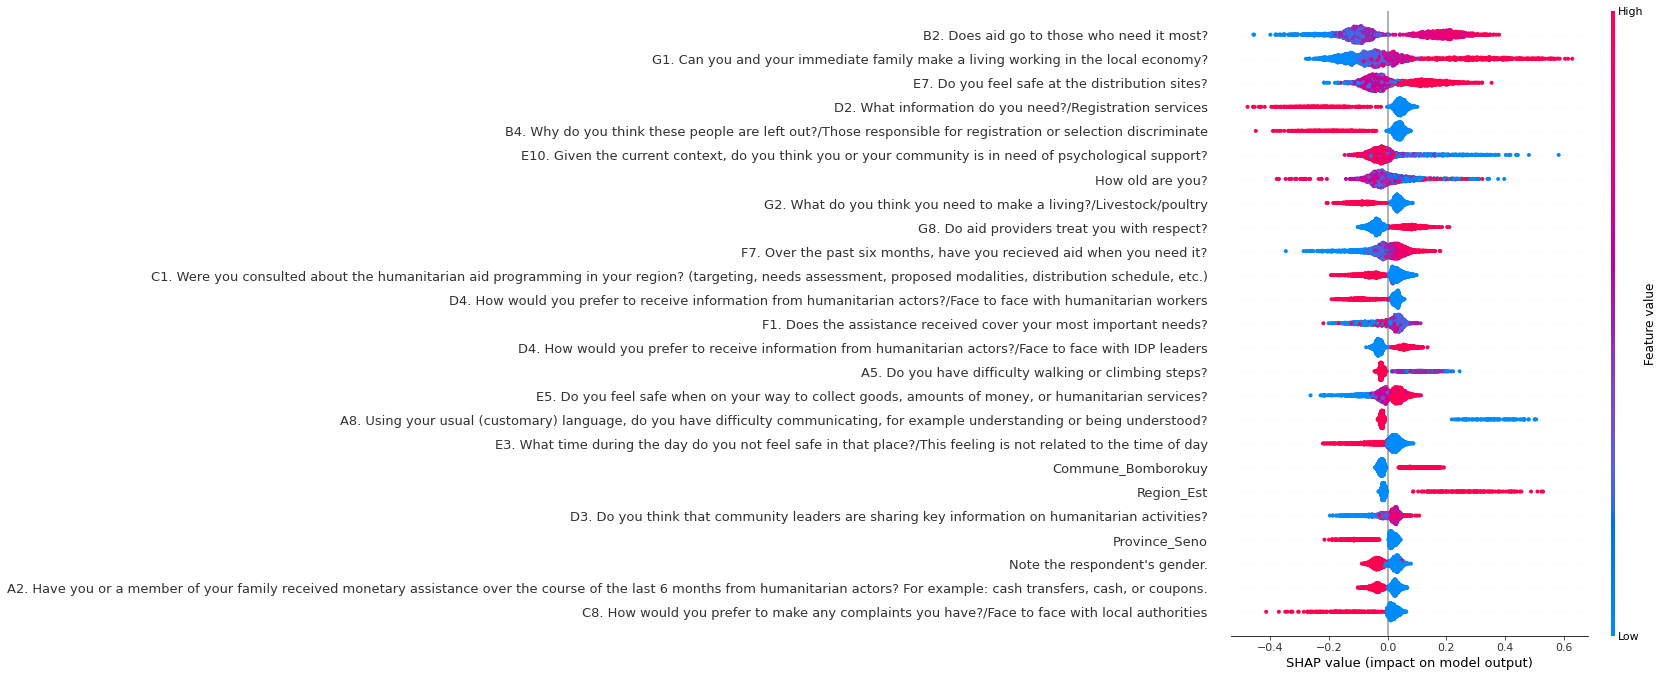 High
B2. Does aid go to those who need it most?
G1. Can you and your immediate family make a living working in the local economy?
E7. Do you feel safe at the distribution sites?
D2. What information do you need?/Registration services
B4. Why do you think these people are left out?/Those responsible for registration or selection discriminate
E10. Given the current context, do you think you or your community is in need of psychological support?
How old are you?
G2. What do you think you need to make a living?/Livestock/poultry
G8. Do aid providers treat you with respect?
F7. Over the past six months, have you recieved aid when you need it?
C1. Were you consulted about the humanitarian aid programming in your region? (targeting, needs assessment, proposed modalities, distribution schedule, etc.)
D4. How would you prefer to receive information from humanitarian actors?/Face to face with humanitarian workers
F1. Does the assistance received cover your most important needs?
D4. How would you prefer to receive information from humanitarian actors?/Face to face with IDP leaders
A5. Do you have difficulty walking or climbing steps?
E5. Do you feel safe when on your way to collect goods, amounts of money, or humanitarian services?
A8. Using your usual (customary) language, do you have difficulty communicating, for example understanding or being understood?
E3. What time during the day do you not feel safe in that place?/This feeling is not related to the time of day
Commune_Bomborokuy
Region_Est
D3. Do you think that community leaders are sharing key information on humanitarian activities?
Province_Seno
Note the respondent's gender.
A2. Have you or a member of your family received monetary assistance over the course of the last 6 months from humanitarian actors? For example: cash transfers, cash, or coupons.
C8. How would you prefer to make any complaints you have?/Face to face with local authorities
Feature value
Low
−0.4 −0.2 0.0 0.2 0.4 0.6
SHAP value (impact on model output)